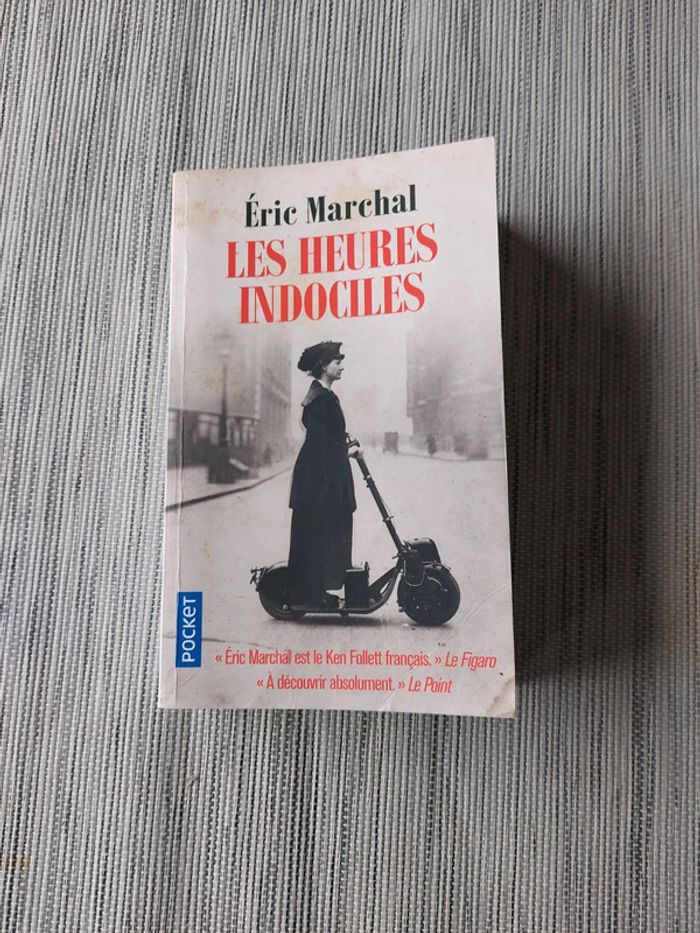 Éric Marchal
LES HEURES
INDOCILES
POCKET
« Éric Marchal est le Ken Follett français. » Le Figaro
« À découvrir absolument. » Le Point